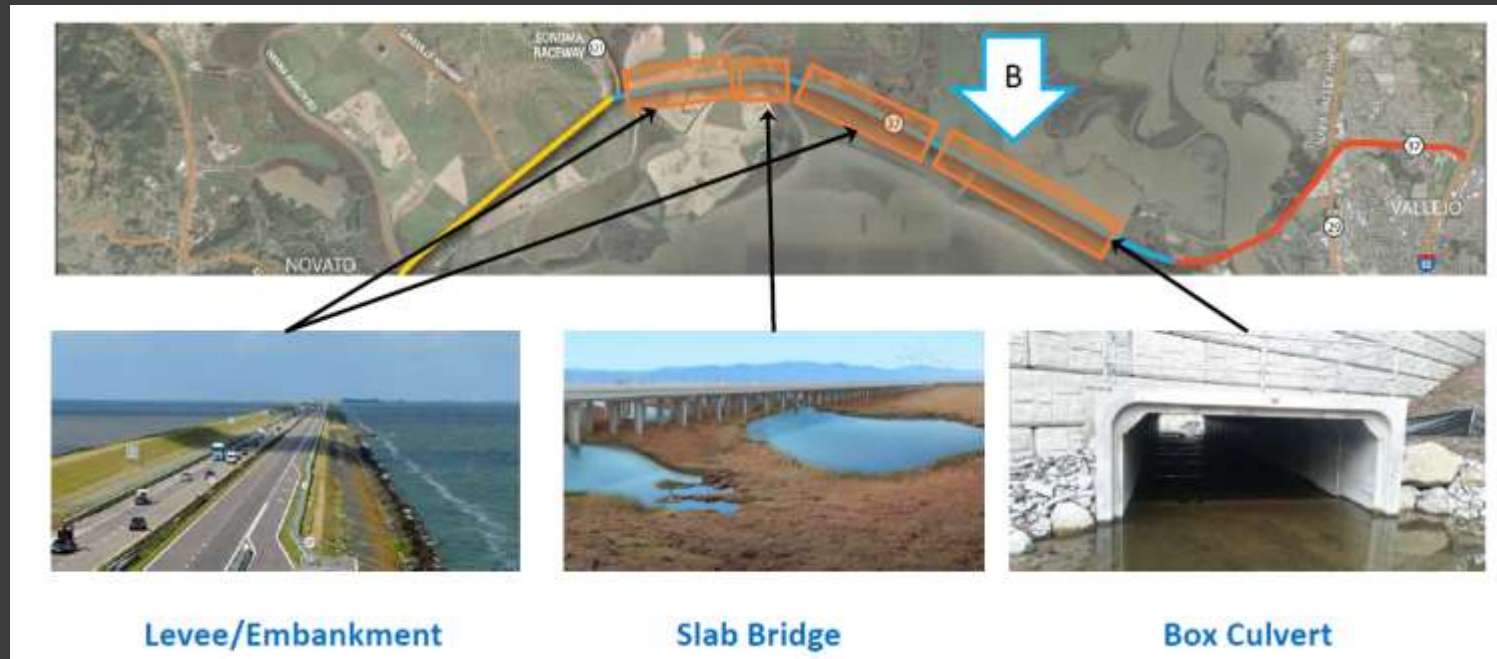 SONOMA
RACEWAY
B
37
37
29
NOVATO
VALLEJO
Levee/Embankment
Slab Bridge
Box Culvert